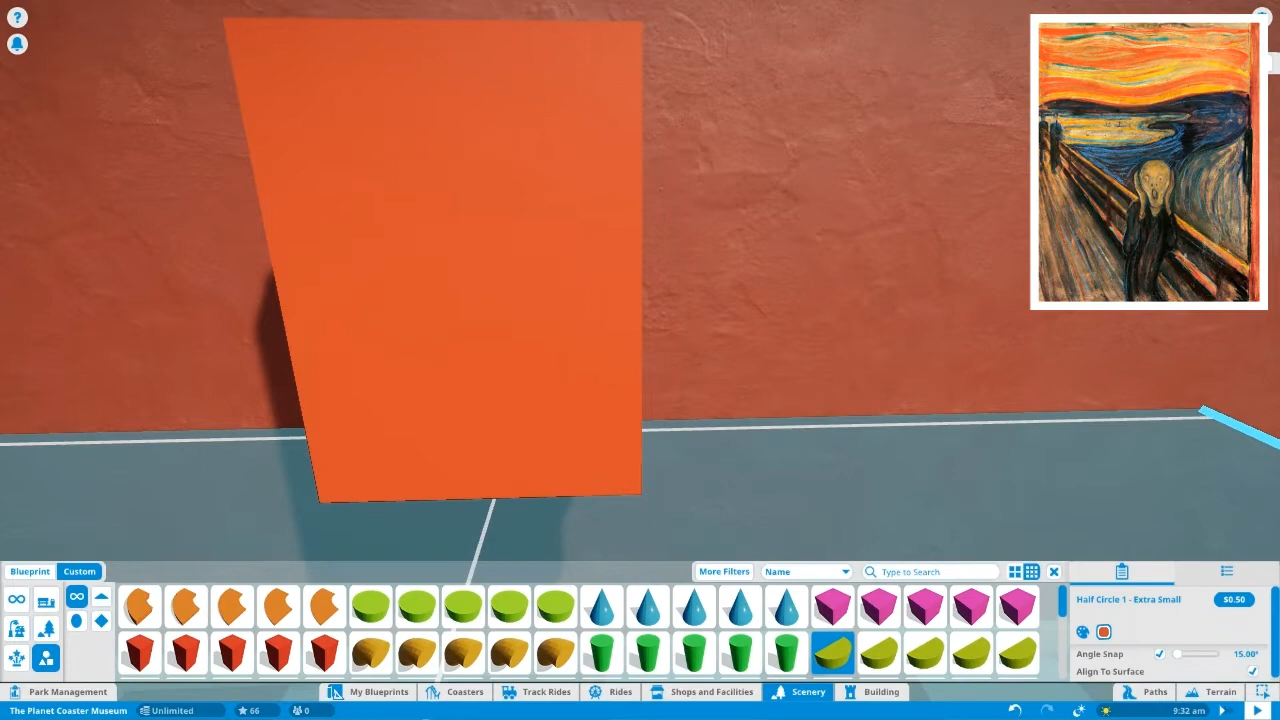 ?
Blueprint
Custom
More Filters
Name
Type to Search
Half Circle 1 - Extra Small
$0.50
Angle Snap
15.00°
Align To Surface
Park Management
My Blueprints
Coasters
Track Rides
Rides
Shops and Facilities
Scenery
Building
Paths
Terrain
The Planet Coaster Museum
Unlimited
66
0
9:32 am